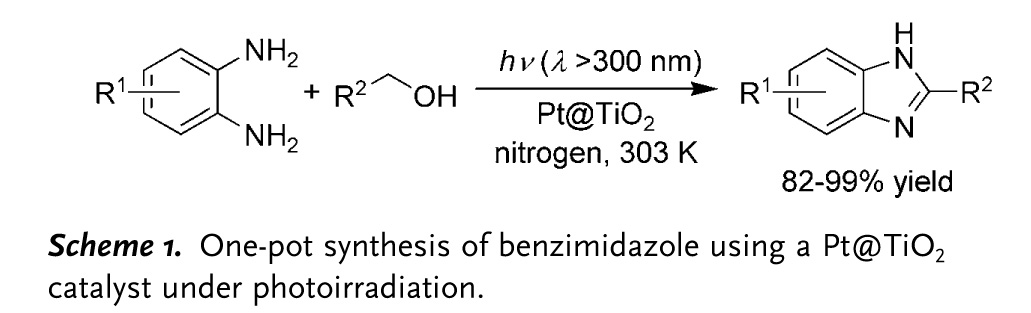 R¹
NH₂
NH₂
+
R²
OH
hν (λ >300 nm)
Pt@TiO₂
nitrogen, 303 K
R¹
H
N
N
R²
82-99% yield
Scheme 1. One-pot synthesis of benzimidazole using a Pt@TiO₂
catalyst under photoirradiation.